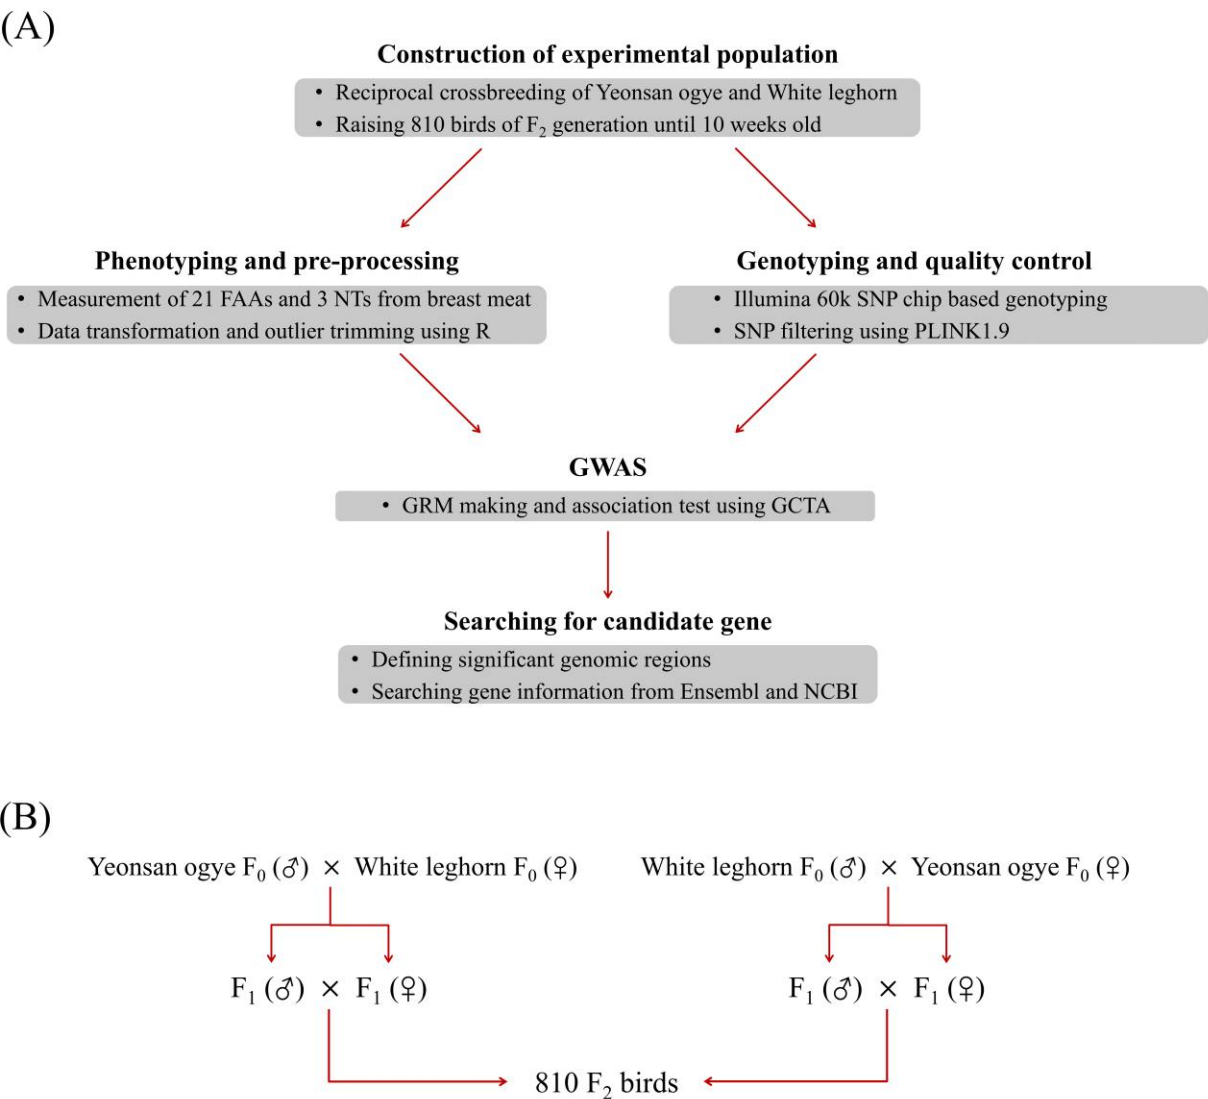 (A)
Construction of experimental population
• Reciprocal crossbreeding of Yeonsan ogye and White leghorn
• Raising 810 birds of F₂ generation until 10 weeks old
Phenotyping and pre-processing
• Measurement of 21 FAAs and 3 NTs from breast meat
• Data transformation and outlier trimming using R
Genotyping and quality control
• Illumina 60k SNP chip based genotyping
• SNP filtering using PLINK1.9
GWAS
• GRM making and association test using GCTA
Searching for candidate gene
• Defining significant genomic regions
• Searching gene information from Ensembl and NCBI
(B)
Yeonsan ogye F₀ (♂) × White leghorn F₀ (♀)
White leghorn F₀ (♂) × Yeonsan ogye F₀ (♀)
F₁ (♂) × F₁ (♀)
F₁ (♂) × F₁ (♀)
810 F₂ birds